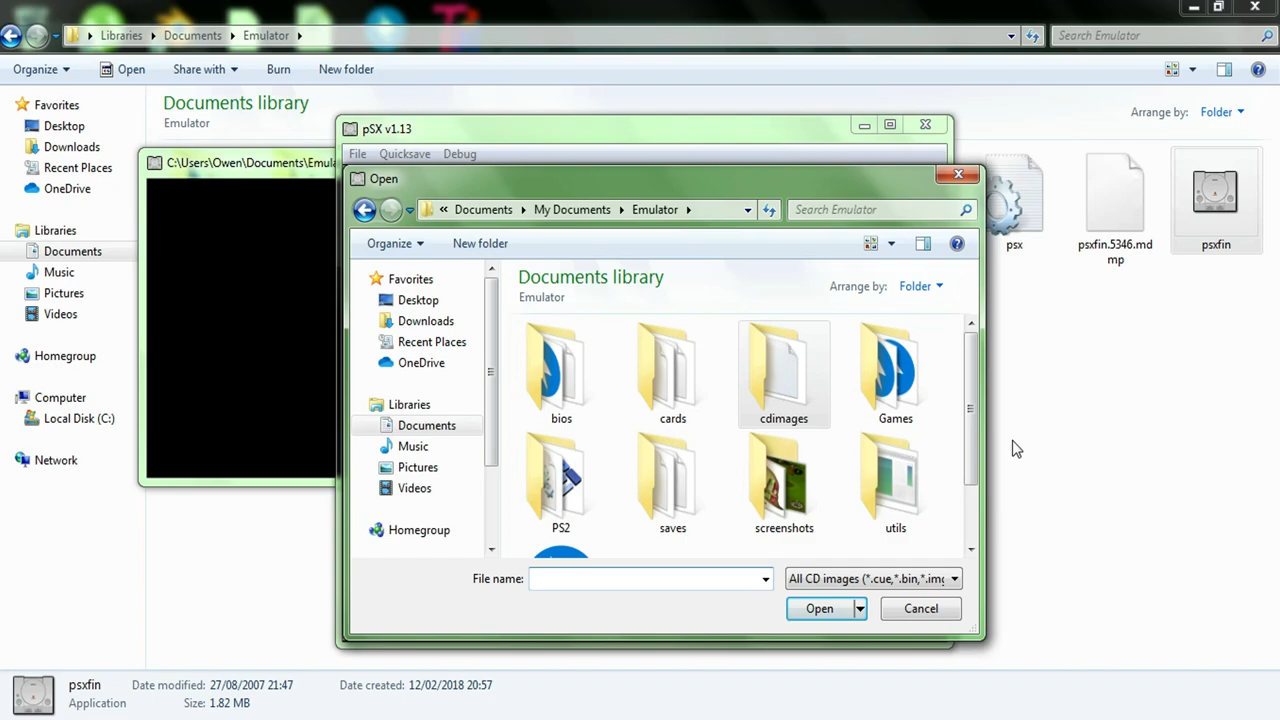 Libraries Documents Emulator
Search Emulator
Organize Open Share with Burn New folder
Favorites
Desktop
Downloads
Recent Places
OneDrive
Libraries
Documents
Music
Pictures
Videos
Homegroup
Computer
Local Disk (C:)
Network
Documents library
Emulator
Arrange by: Folder
psx
psxfin.5346.md
mp
psxfin
C:\Users\Owen\Documents\Emula
pSX v1.13
File Quicksave Debug
Open
« Documents My Documents Emulator
Search Emulator
Organize New folder
Favorites
Desktop
Downloads
Recent Places
OneDrive
Libraries
Documents
Music
Pictures
Videos
Homegroup
Documents library
Emulator
Arrange by: Folder
bios cards cdimages Games
PS2 saves screenshots utils
File name:
All CD images (*.cue,*.bin,*.img
Open Cancel
psxfin Date modified: 27/08/2007 21:47 Date created: 12/02/2018 20:57
Application Size: 1.82 MB